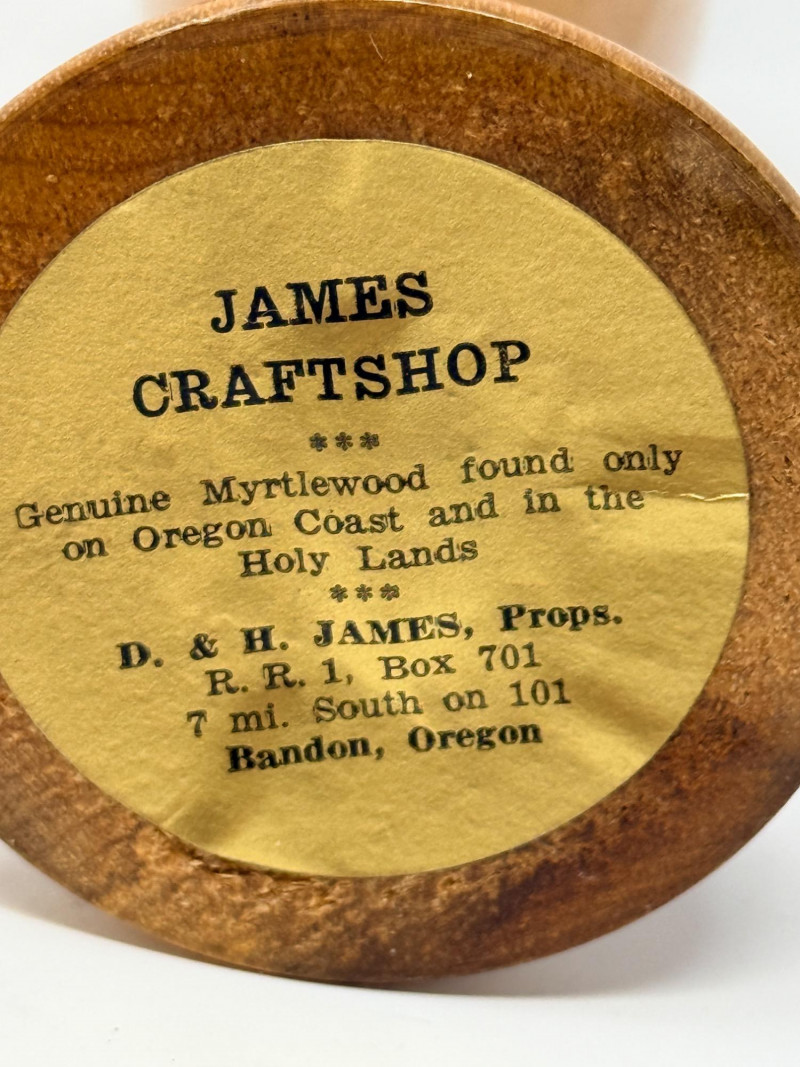 JAMES
CRAFTSHOP
***
Genuine Myrtlewood found only
on Oregon Coast and in the
Holy Lands
***
D. & H. JAMES, Props.
R. R. 1, Box 701
7 mi. South on 101
Bandon, Oregon